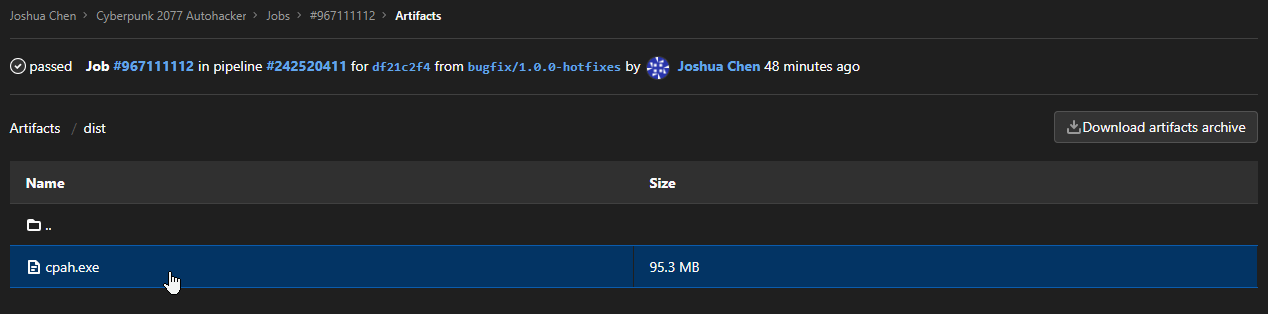 Joshua Chen > Cyberpunk 2077 Autohacker > Jobs > #967111112 > Artifacts
passed Job #967111112 in pipeline #242520411 for df21c2f4 from bugfix/1.0.0-hotfixes by Joshua Chen 48 minutes ago
Artifacts / dist Download artifacts archive
Name Size
..
cpah.exe 95.3 MB